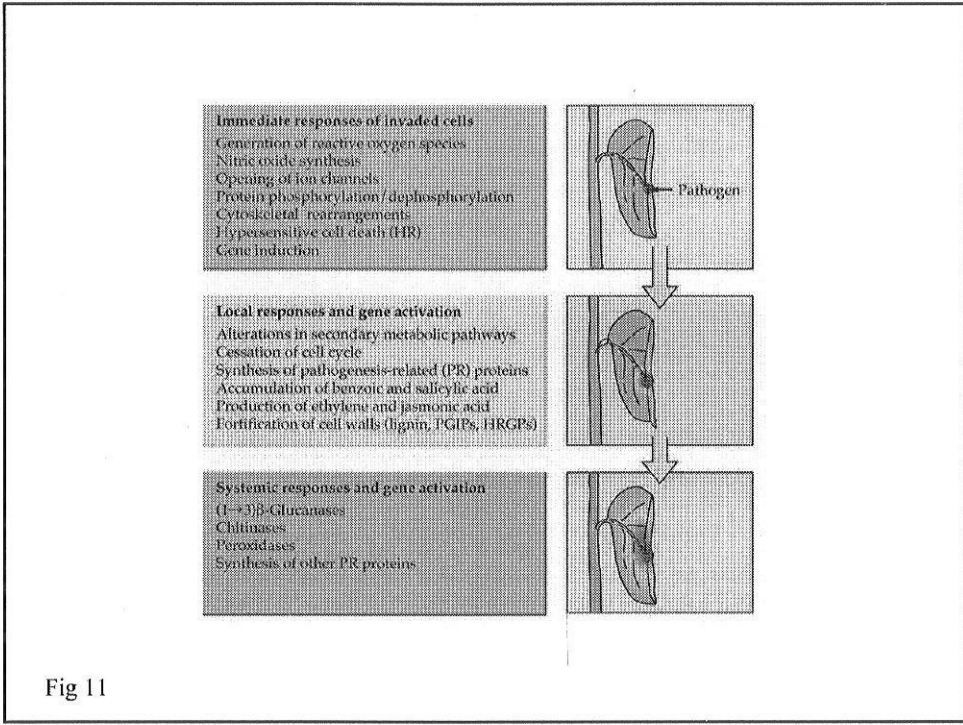 Immediate responses of invaded cells
Generation of reactive oxygen species
Nitric oxide synthesis
Opening of ion channels
Protein phosphorylation/dephosphorylation
Cytoskeletal rearrangements
Hypersensitive cell death (HR)
Gene induction
Pathogen
Local responses and gene activation
Alterations in secondary metabolic pathways
Cessation of cell cycle
Synthesis of pathogenesis-related (PR) proteins
Accumulation of benzoic and salicylic acid
Production of ethylene and jasmonic acid
Fortification of cell walls (lignin, PGIPs, HRGPs)
Systemic responses and gene activation
(1→3)β-Glucanases
Chitinases
Peroxidases
Synthesis of other PR proteins
Fig 11